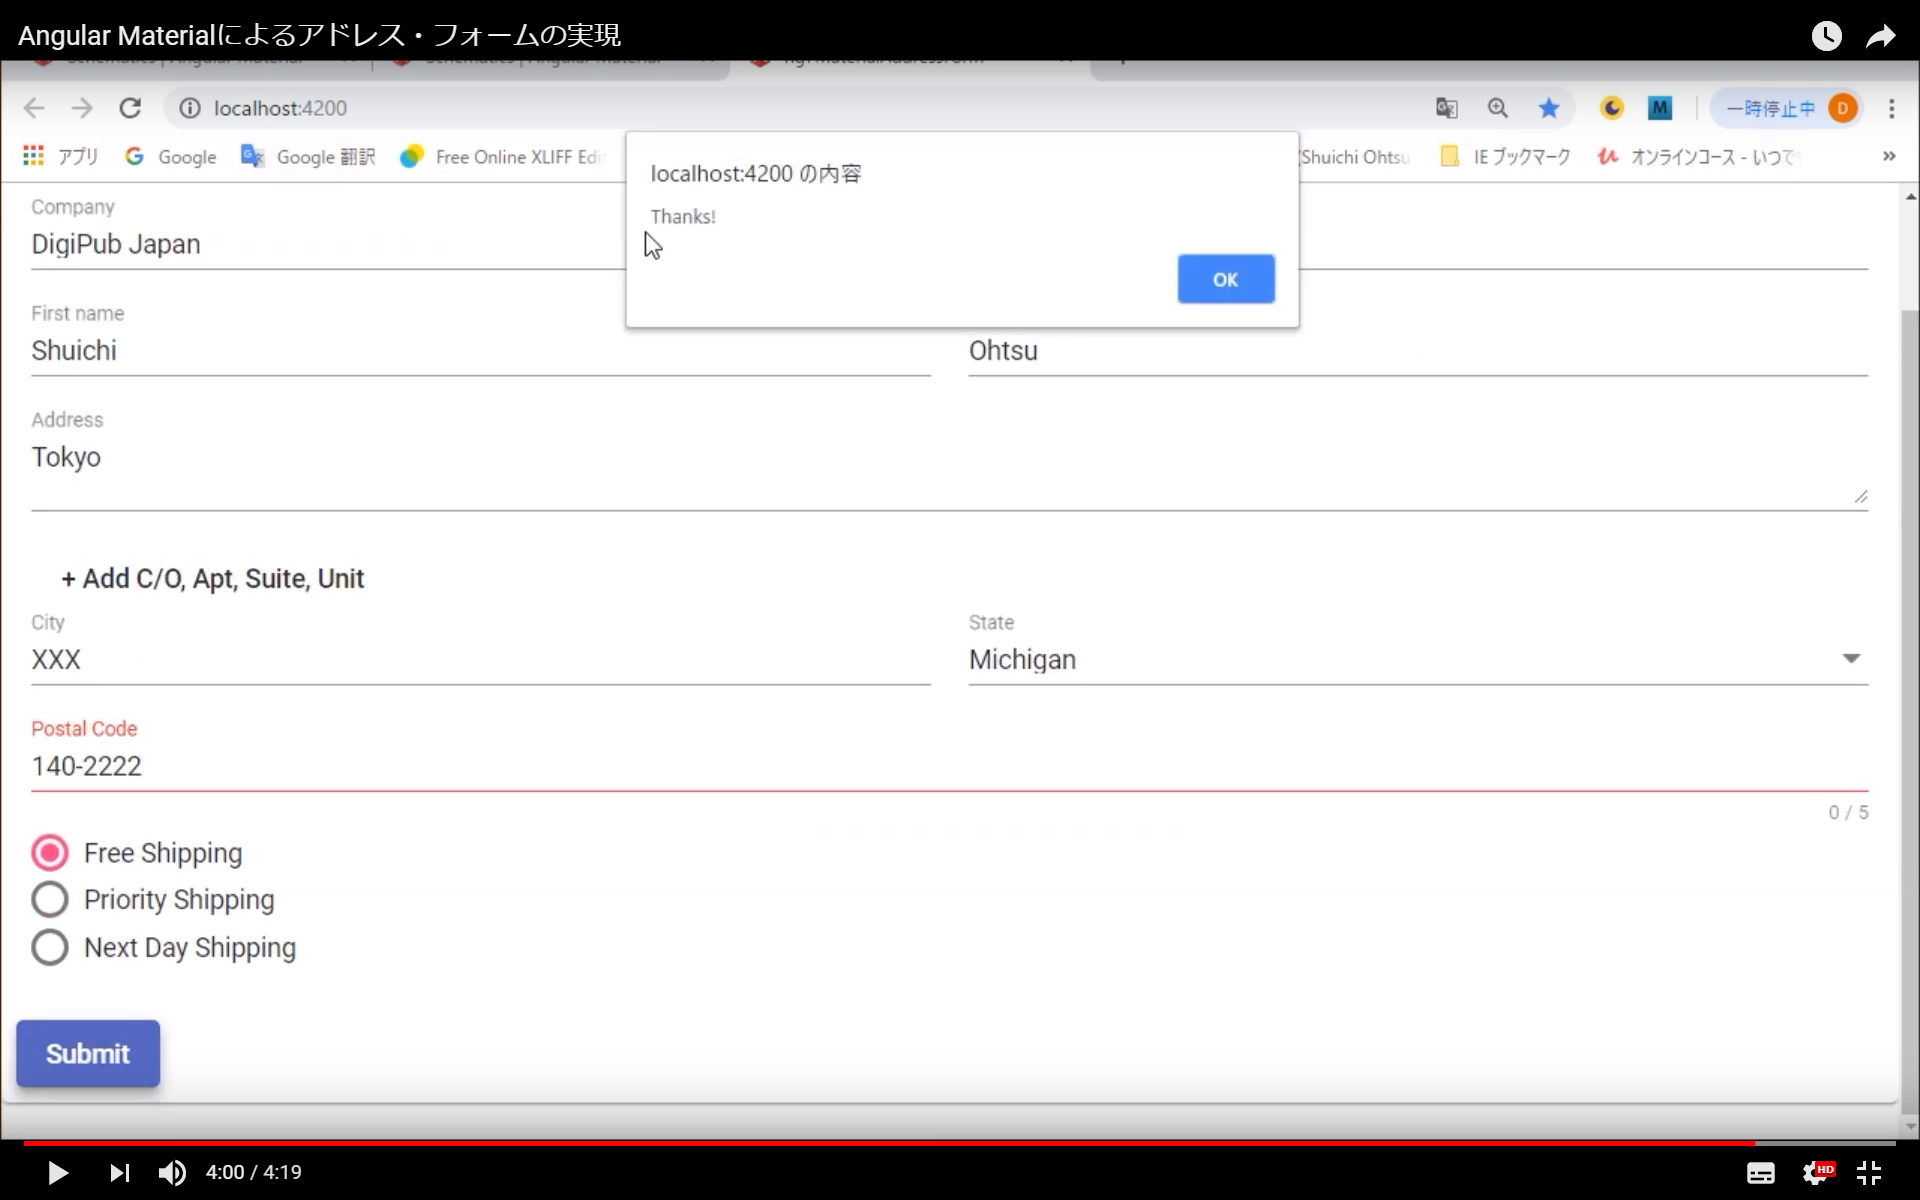 Angular Materialによるアドレス・フォームの実現
localhost:4200
一時停止中 D
アプリ Google Google 翻訳 Free Online XLIFF Edi Shuichi Ohtsu IE ブックマーク オンラインコース - いつで
localhost:4200 の内容
Thanks!
OK
Company
DigiPub Japan
First name
Shuichi Ohtsu
Address
Tokyo
+ Add C/O, Apt, Suite, Unit
City State
XXX Michigan
Postal Code
140-2222
0 / 5
Free Shipping
Priority Shipping
Next Day Shipping
Submit
4:00 / 4:19 HD